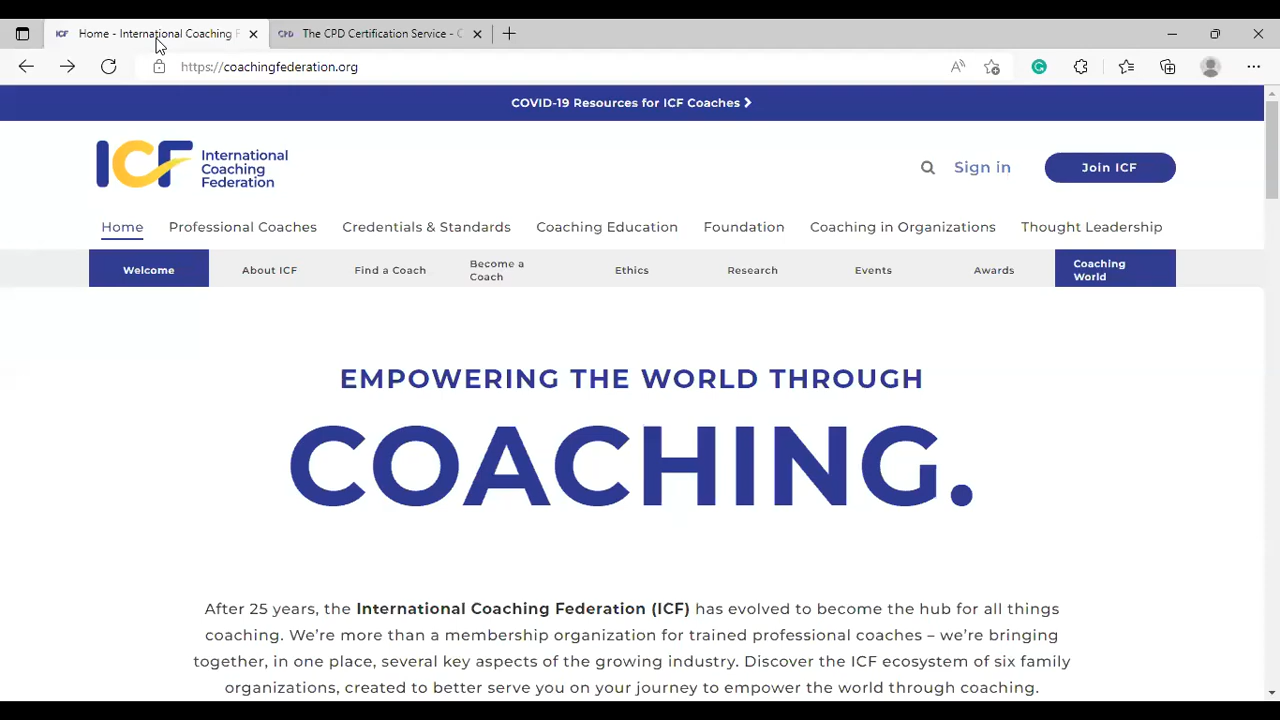 ICF Home - International Coaching F
CPD The CPD Certification Service - C
https://coachingfederation.org
COVID-19 Resources for ICF Coaches
ICF International
Coaching
Federation
Sign in
Join ICF
Home Professional Coaches Credentials & Standards Coaching Education Foundation Coaching in Organizations Thought Leadership
Welcome About ICF Find a Coach Become a Coach Ethics Research Events Awards Coaching World
EMPOWERING THE WORLD THROUGH
COACHING.
After 25 years, the International Coaching Federation (ICF) has evolved to become the hub for all things
coaching. We’re more than a membership organization for trained professional coaches – we’re bringing
together, in one place, several key aspects of the growing industry. Discover the ICF ecosystem of six family
organizations, created to better serve you on your journey to empower the world through coaching.